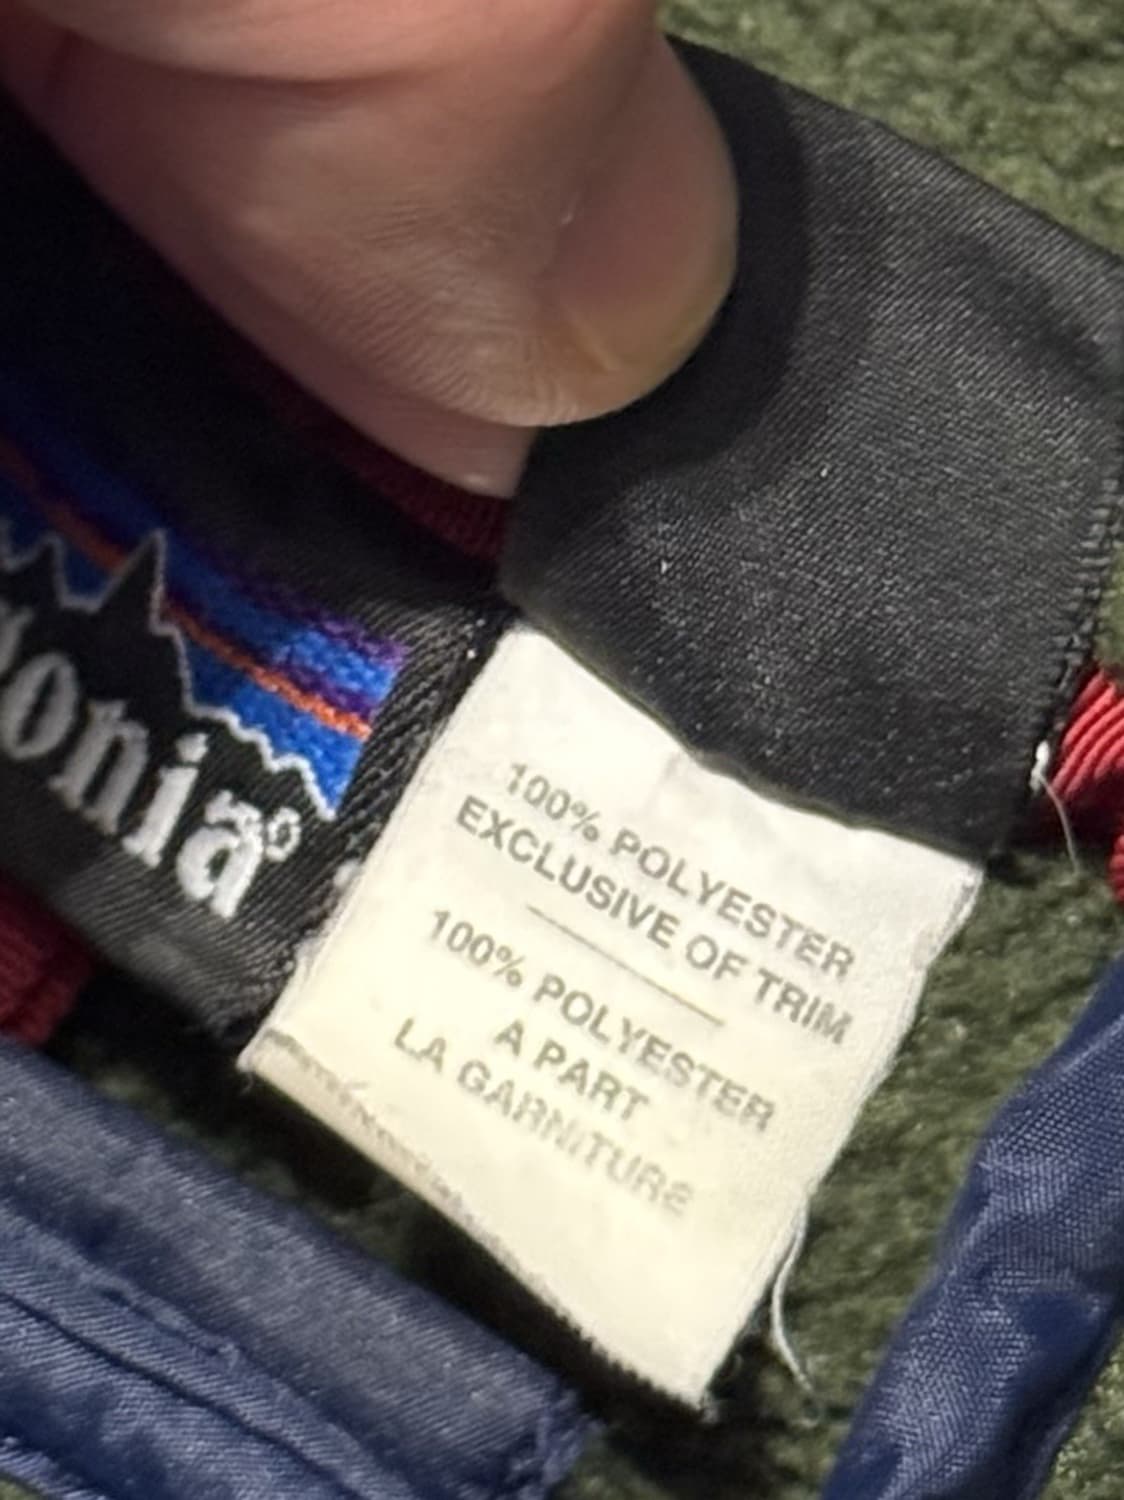 onia®
100% POLYESTER
EXCLUSIVE OF TRIM
100% POLYESTER
A PART
LA GARNITURE